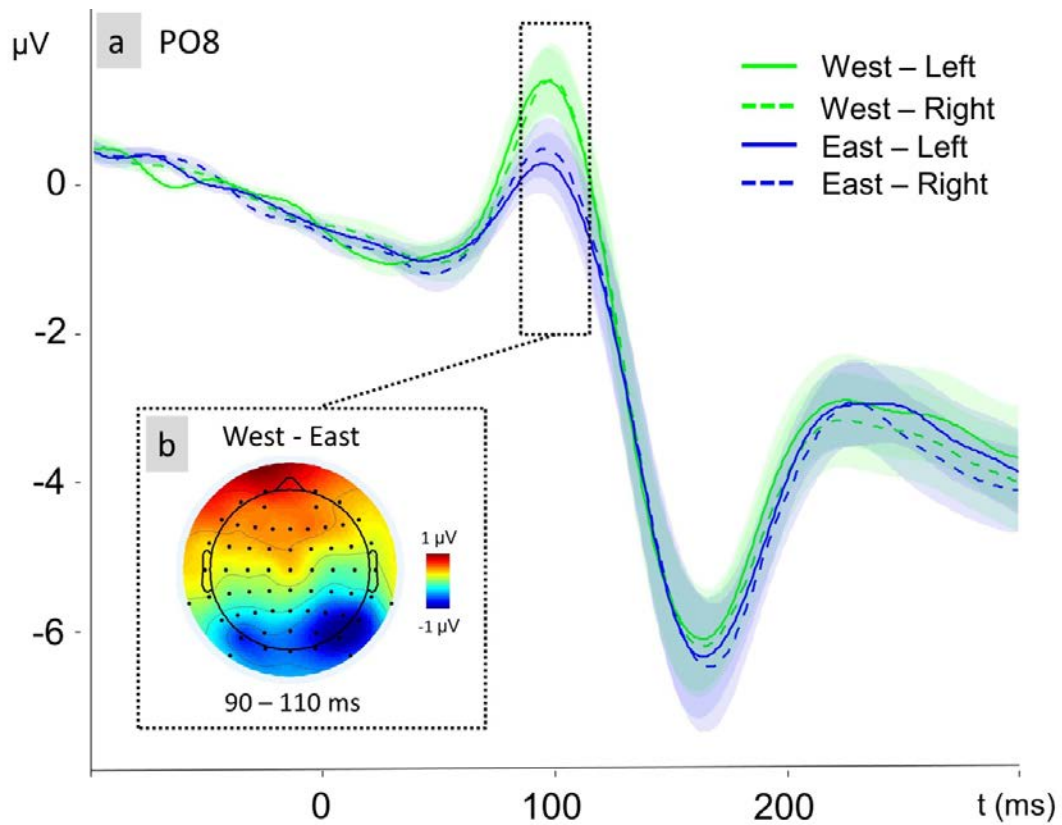 µV
a PO8
West – Left
West – Right
East – Left
East – Right
0 -
-2 -
-4 -
-6 -
b West - East
1 µV
-1 µV
90 – 110 ms
0 100 200 t (ms)